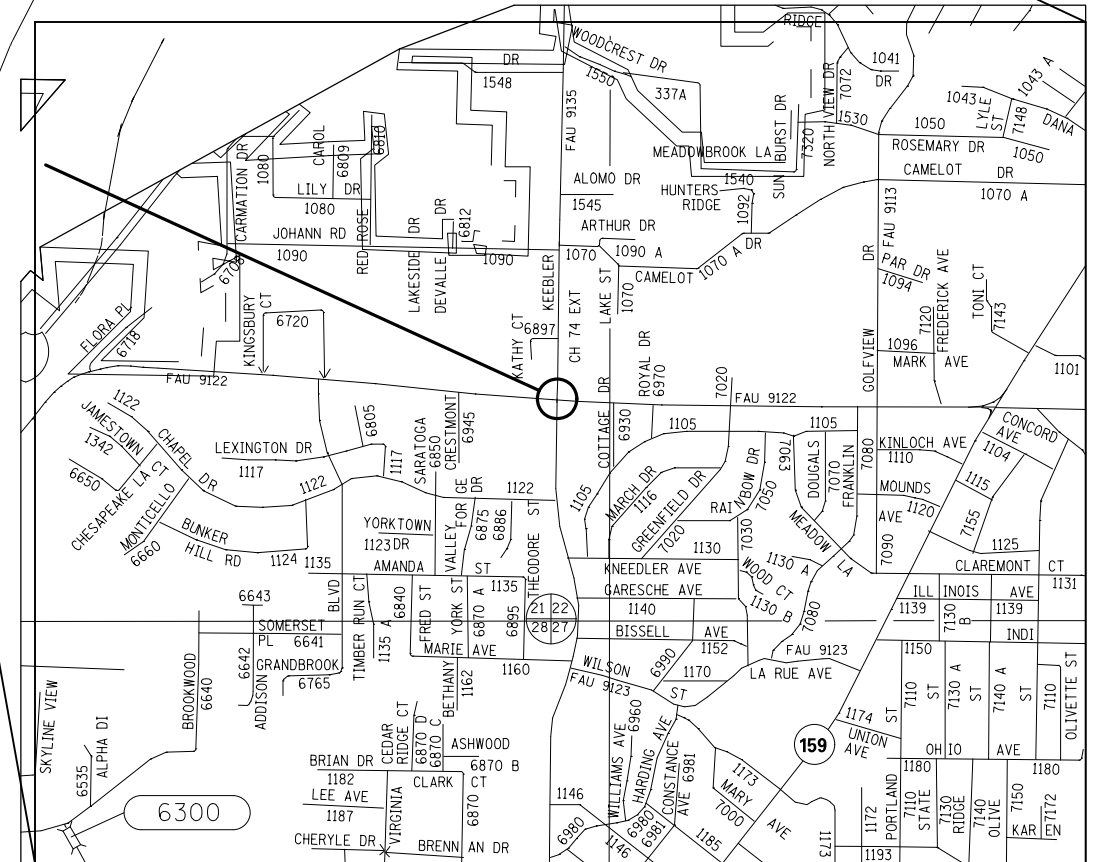 RIDGE
WOODCREST DR
DR
1548
1550
337A
FAU 9135
NORTH VIEW DR
7072
1041
DR
1043 A
1043
LYLE ST
7148
DANA
1530
1050
ROSEMARY DR
1050
SUN BURST DR
7320
MEADOWBROOK LA
1540
CAMELOT DR
1070 A
CAROL
6809
6810
CARMATION DR
1080
LILY DR
1080
RED ROSE
JOHANN RD
1090
LAKESIDE DR
DEVALLE DR
6812
1090
ALOMO DR
1545
ARTHUR DR
1090 A
1070
HUNTERS RIDGE
1092
CAMELOT
1070 A
DR
FAU 9113
PAR DR
1094
GOLFVIEW DR
7120
FREDERICK AVE
TONI CT
7143
1096
MARK AVE
1101
6708
FLORA PL
6718
KINGSBURY CT
6720
KEEBLER
CH 74 EXT
LAKE ST
1070
KATHY CT
6897
ROYAL DR
6970
7020
FAU 9122
FAU 9122
1122
JAMESTOWN
1342
CHAPEL DR
6650
CHESAPEAKE LA CT
MONTICELLO
6660
LEXINGTON DR
1117
1117
6805
1122
SARATOGA
6850
CRESTMONT
6945
COTTAGE DR
6930
1105
1105
1105
MARCH DR
1116
GREENFIELD DR
7020
RAINBOW DR
7050
7063
DOUGALS
7070
FRANKLIN
7080
KINLOCH AVE
1110
CONCORD AVE
1104
1115
MOUNDS AVE
1120
7155
7090
1125
BUNKER HILL RD
1124
1135
YORKTOWN DR
1123
VALLEY FORGE DR
6875
6886
1122
THEODORE ST
AMANDA ST
1135
KNEEDLER AVE
1130
7030
MEADOW LA
1130 A
WOOD CT
1130 B
CLAREMONT CT
1131
GARESCHE AVE
1140
BISSELL AVE
1152
7080
ILLINOIS AVE
1139
7130 B
1139
INDI
6643
SOMERSET PL
6641
BLVD
TIMBER RUN CT
1135 A
6840
FRED ST
YORK ST
6870 A
6895
21 22
28 27
MARIE AVE
1160
BROOKWOOD
6640
6642
ADDISON
GRANDBROOK
6765
BETHANY
1162
WILSON ST
FAU 9123
6990
1170
FAU 9123
LA RUE AVE
1150
7110
ST
7130 A
ST
7140 A
ST
7110
OLIVETTE ST
SKYLINE VIEW
ALPHA DI
6535
6300
CEDAR RIDGE CT
6870 D
6870 C
ASHWOOD
6870 B
BRIAN DR
1182
LEE AVE
1187
CHERYLE DR
VIRGINIA
CLARK CT
6870
BRENNAN DR
1146
6980
1146
WILLIAMS AVE
6960
HARDING AVE
CONSTANCE AVE
6981
6980
6981
1185
1173
MARY AVE
7000
159
1174
UNION AVE
ST
OHIO AVE
1180
1180
1173
1172
PORTLAND
7110
STATE
7130
RIDGE
7140
OLIVE
7150
KAREN
7172
1193